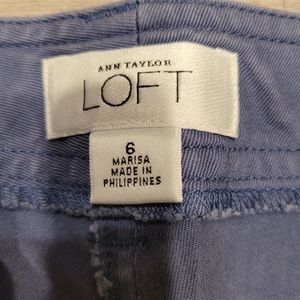 ANN TAYLOR
LOFT
6
MARISA
MADE IN
PHILIPPINES